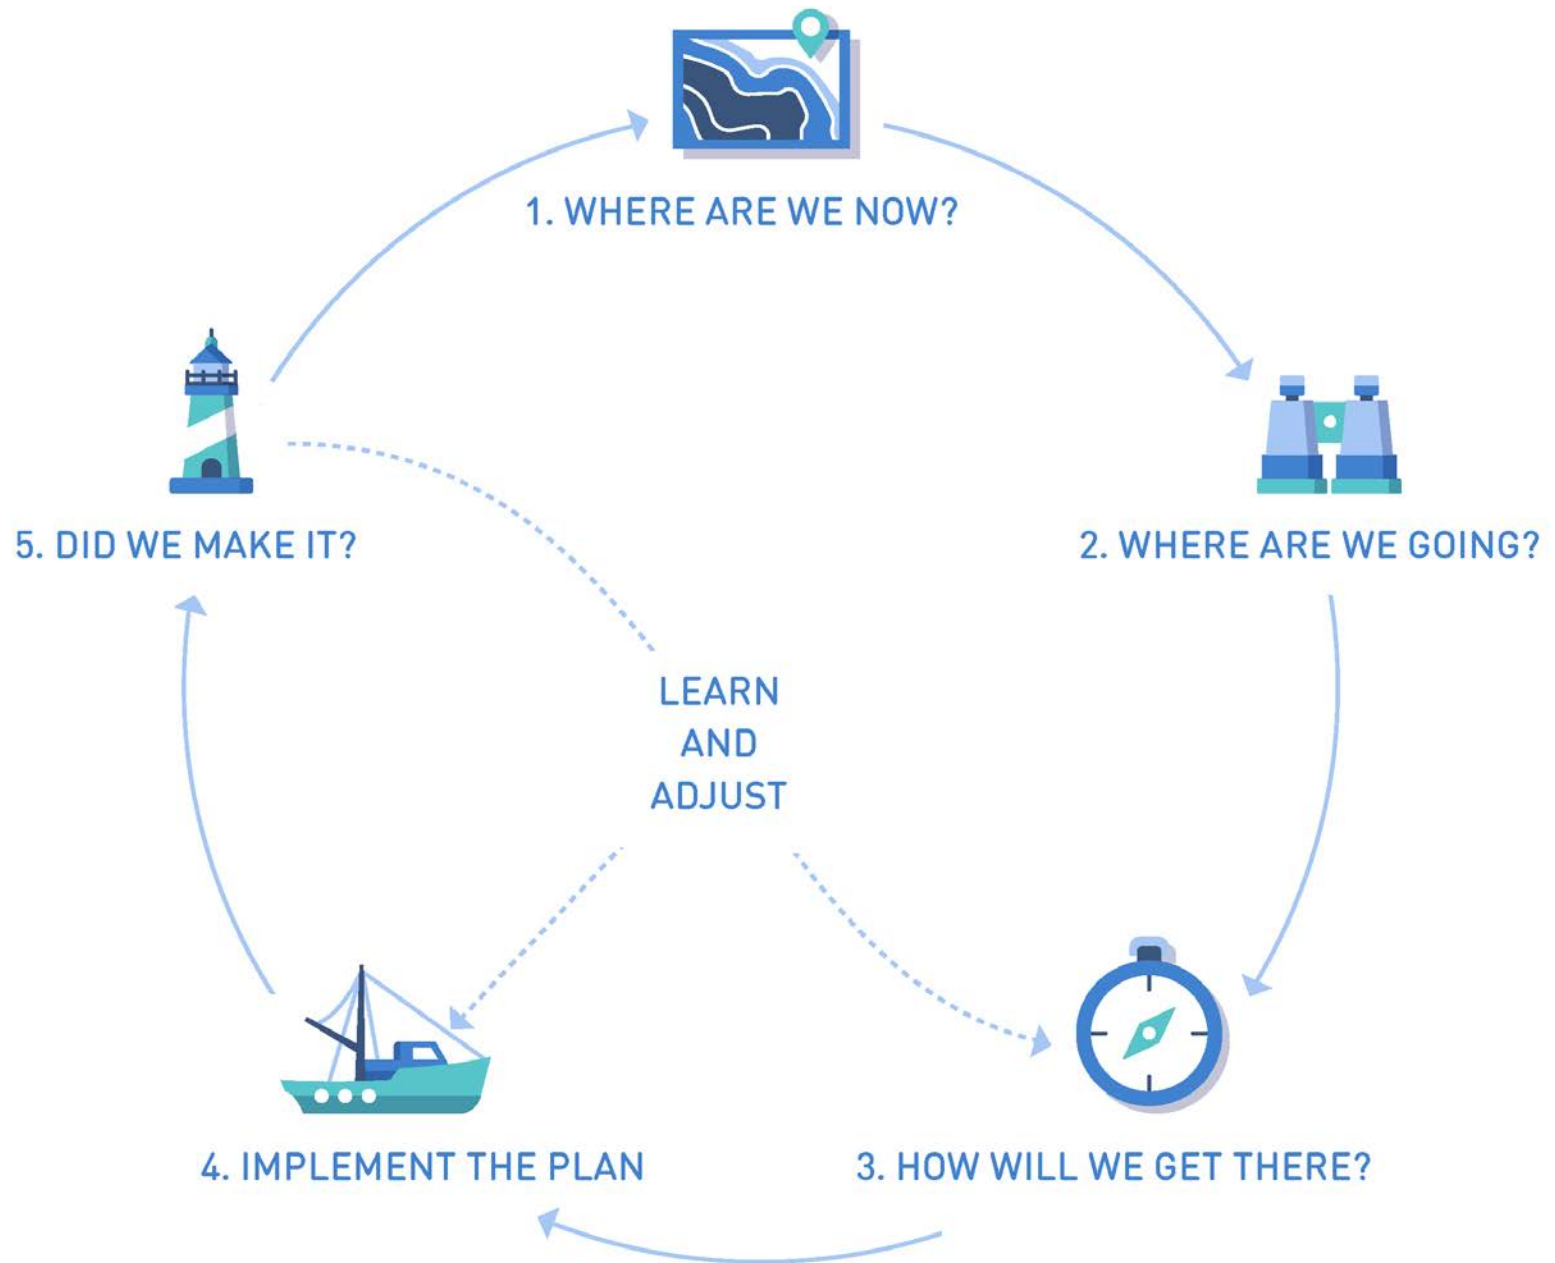 1. WHERE ARE WE NOW?
2. WHERE ARE WE GOING?
3. HOW WILL WE GET THERE?
4. IMPLEMENT THE PLAN
5. DID WE MAKE IT?
LEARN
AND
ADJUST